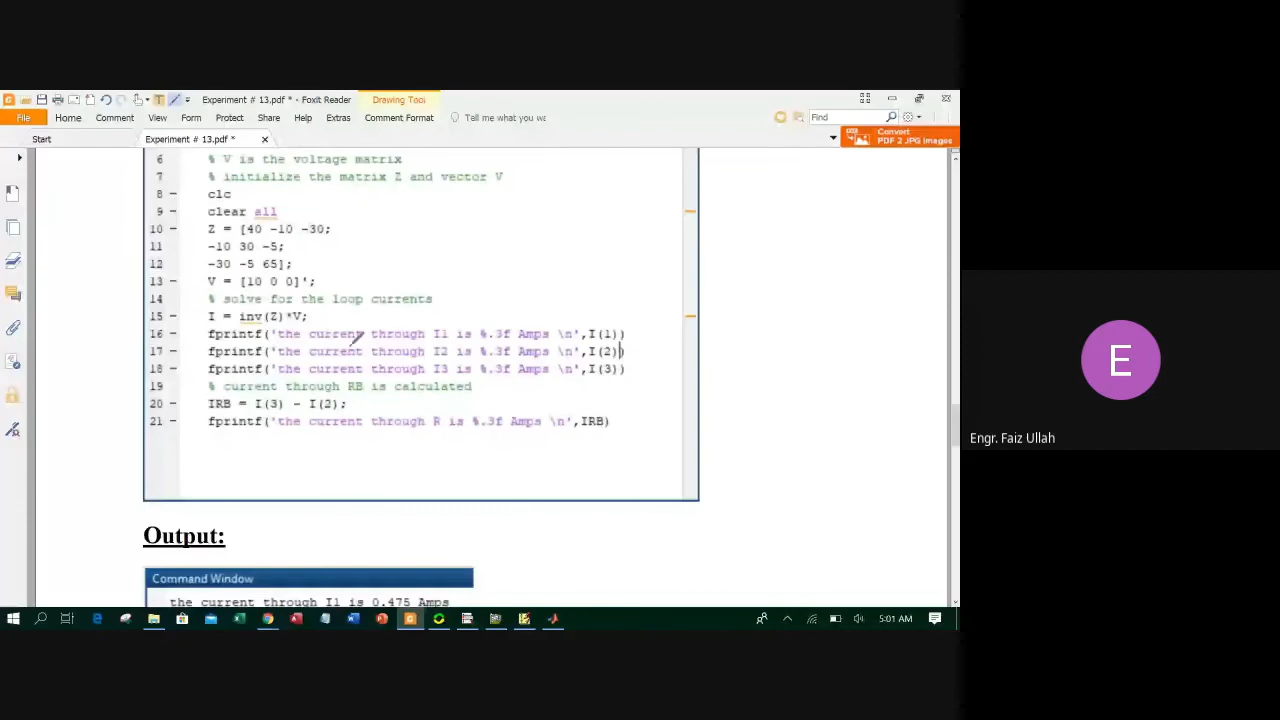 Experiment # 13.pdf * - Foxit Reader
Drawing Tool
File Home Comment View Form Protect Share Help Extras Comment Format Tell me what you wa Find
Start Experiment # 13.pdf *
Convert
PDF 2 JPG Images
6 % V is the voltage matrix
7 % initialize the matrix Z and vector V
8 - clc
9 - clear all
10 - Z = [40 -10 -30;
11 -10 30 -5;
12 - -30 -5 65];
13 - V = [10 0 0]';
14 % solve for the loop currents
15 - I = inv(Z)*V;
16 - fprintf('the current through I1 is %.3f Amps \n',I(1))
17 - fprintf('the current through I2 is %.3f Amps \n',I(2))
18 - fprintf('the current through I3 is %.3f Amps \n',I(3))
19 % current through RB is calculated
20 - IRB = I(3) - I(2);
21 - fprintf('the current through R is %.3f Amps \n',IRB)
Output:
Command Window
the current through I1 is 0.475 Amps
5:01 AM
E
Engr. Faiz Ullah